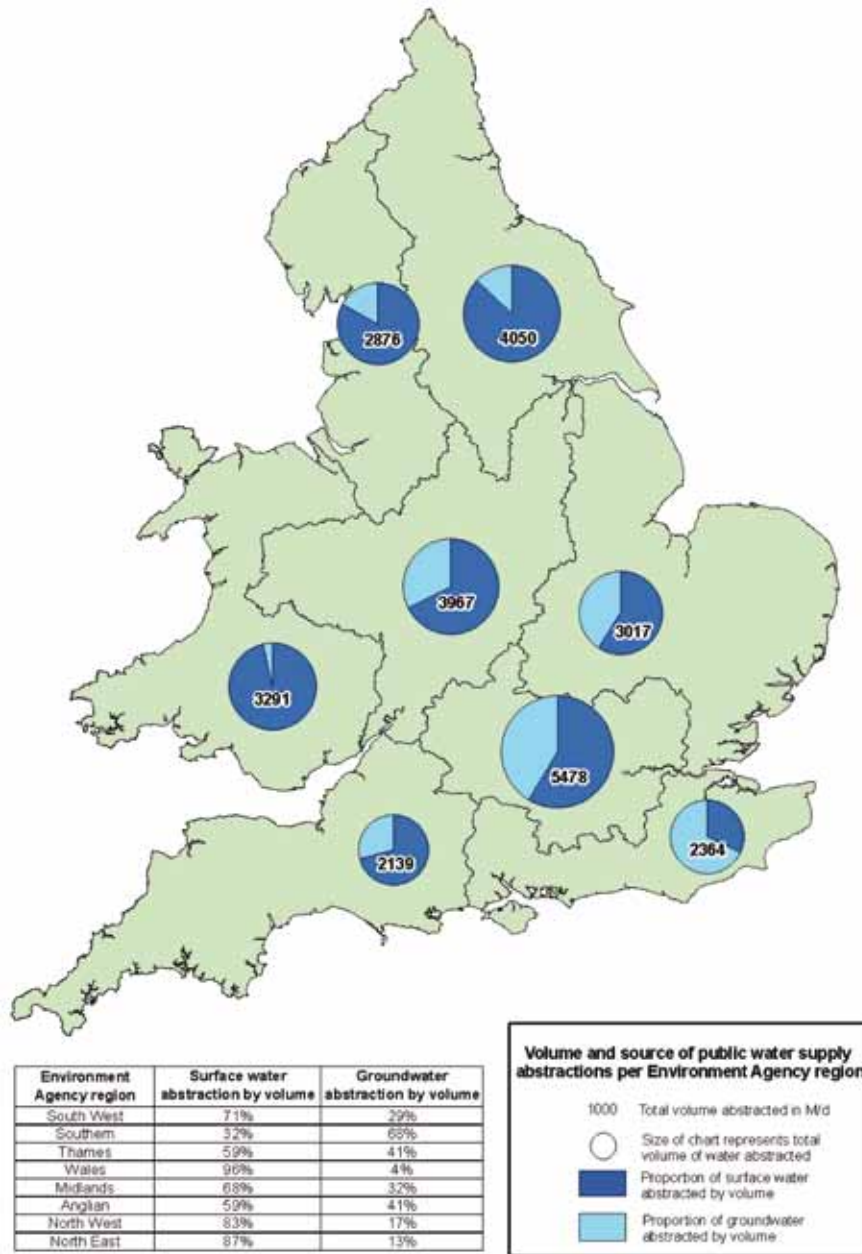 2876
4050
3967
3017
3291
5478
2139
2364
Environment Agency region Surface water abstraction by volume Groundwater abstraction by volume
South West 71% 29%
Southern 32% 68%
Thames 59% 41%
Wales 96% 4%
Midlands 68% 32%
Anglian 59% 41%
North West 83% 17%
North East 87% 13%
Volume and source of public water supply
abstractions per Environment Agency region
1000 Total volume abstracted in M/d
Size of chart represents total
volume of water abstracted
Proportion of surface water
abstracted by volume
Proportion of groundwater
abstracted by volume